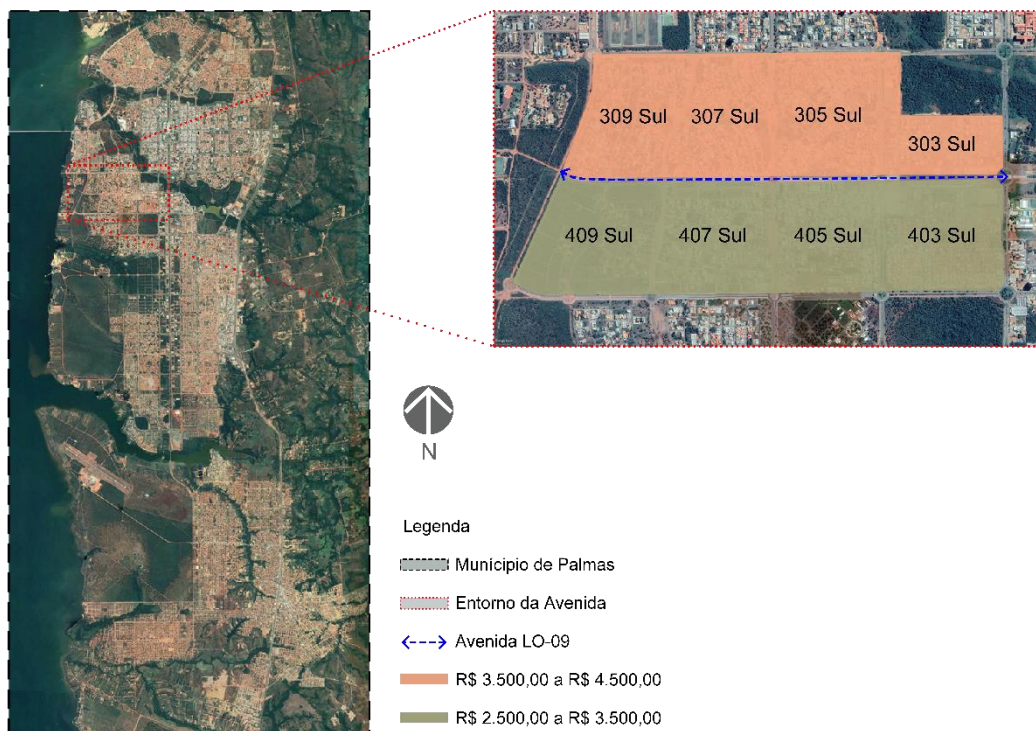 309 Sul
307 Sul
305 Sul
303 Sul
409 Sul
407 Sul
405 Sul
403 Sul
N
Legenda
Munícipio de Palmas
Entorno da Avenida
Avenida LO-09
R$ 3.500,00 a R$ 4.500,00
R$ 2.500,00 a R$ 3.500,00